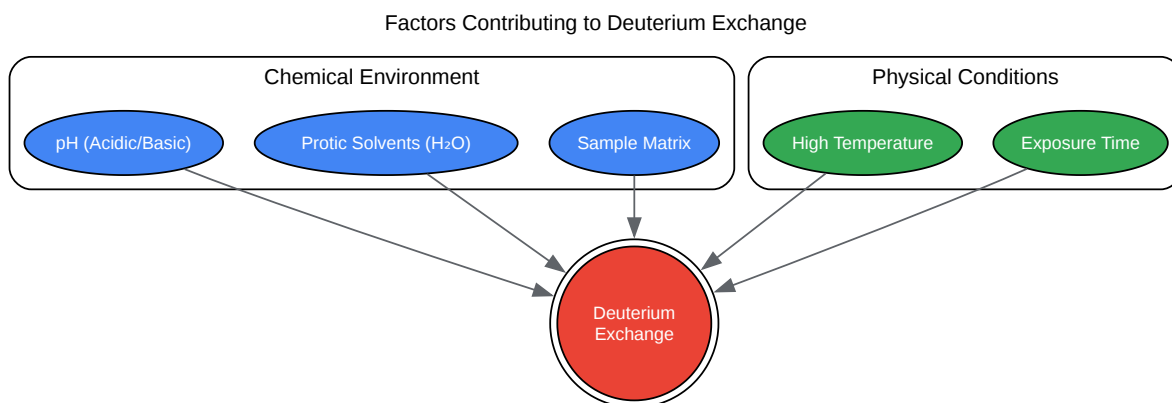 Factors Contributing to Deuterium Exchange
Chemical Environment
Physical Conditions
pH (Acidic/Basic)
Protic Solvents (H₂O)
Sample Matrix
High Temperature
Exposure Time
Deuterium
Exchange